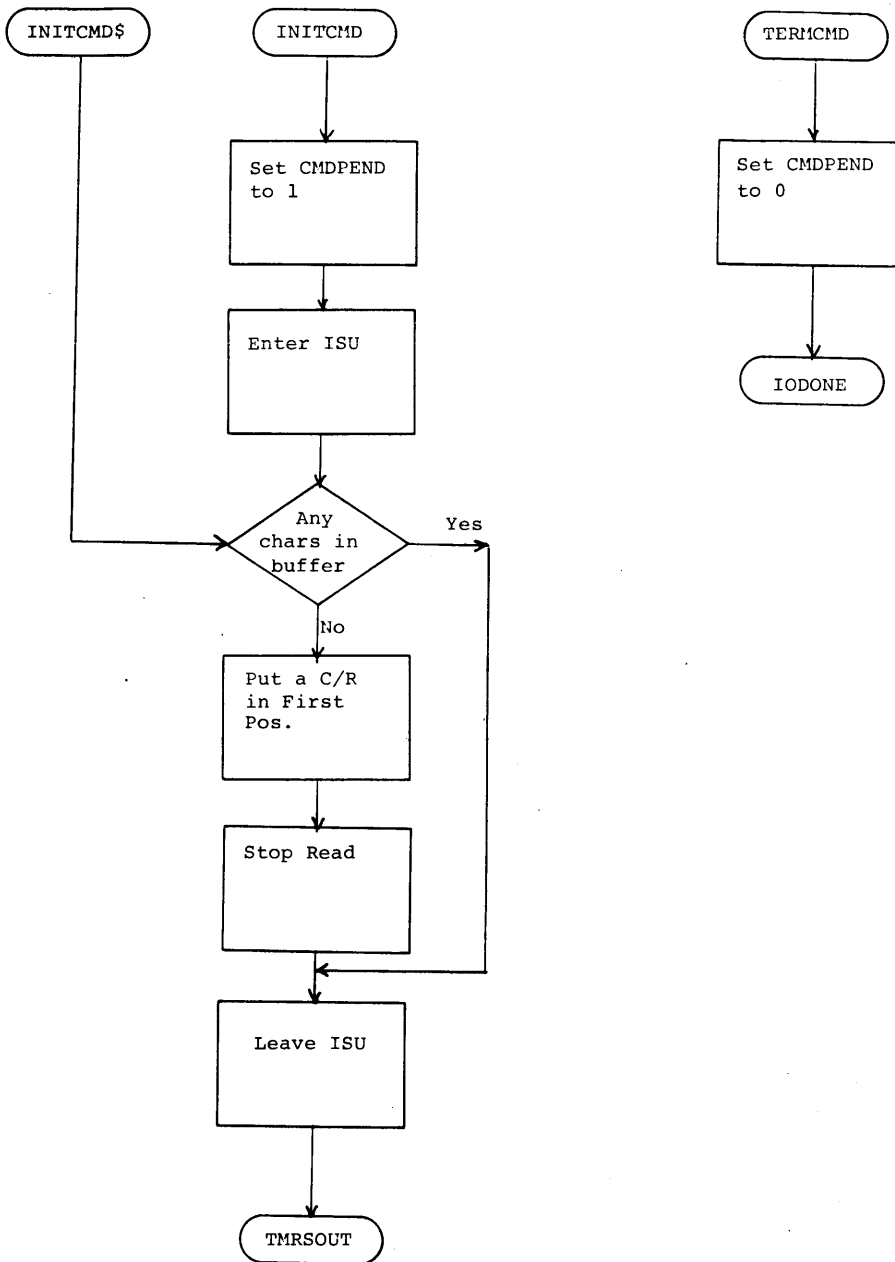 INITCMD$
INITCMD
TERMCMD
Set CMDPEND
to 1
Set CMDPEND
to 0
Enter ISU
IODONE
Any
chars in
buffer
Yes
No
Put a C/R
in First
Pos.
Stop Read
Leave ISU
TMRSOUT